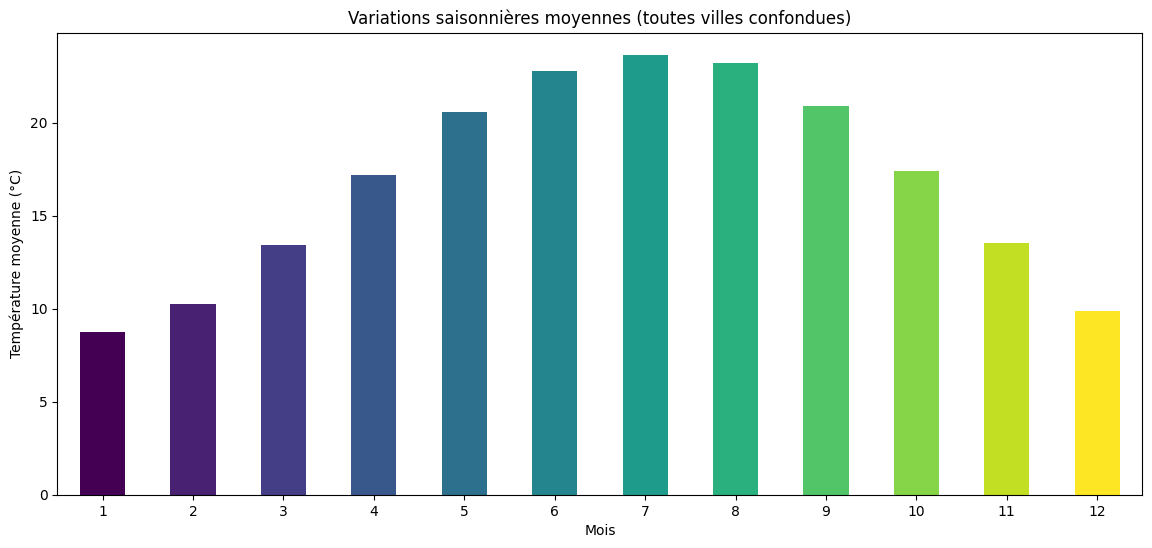 Variations saisonnières moyennes (toutes villes confondues)
Température moyenne (°C)
20
15
10
5
0
1 2 3 4 5 6 7 8 9 10 11 12
Mois